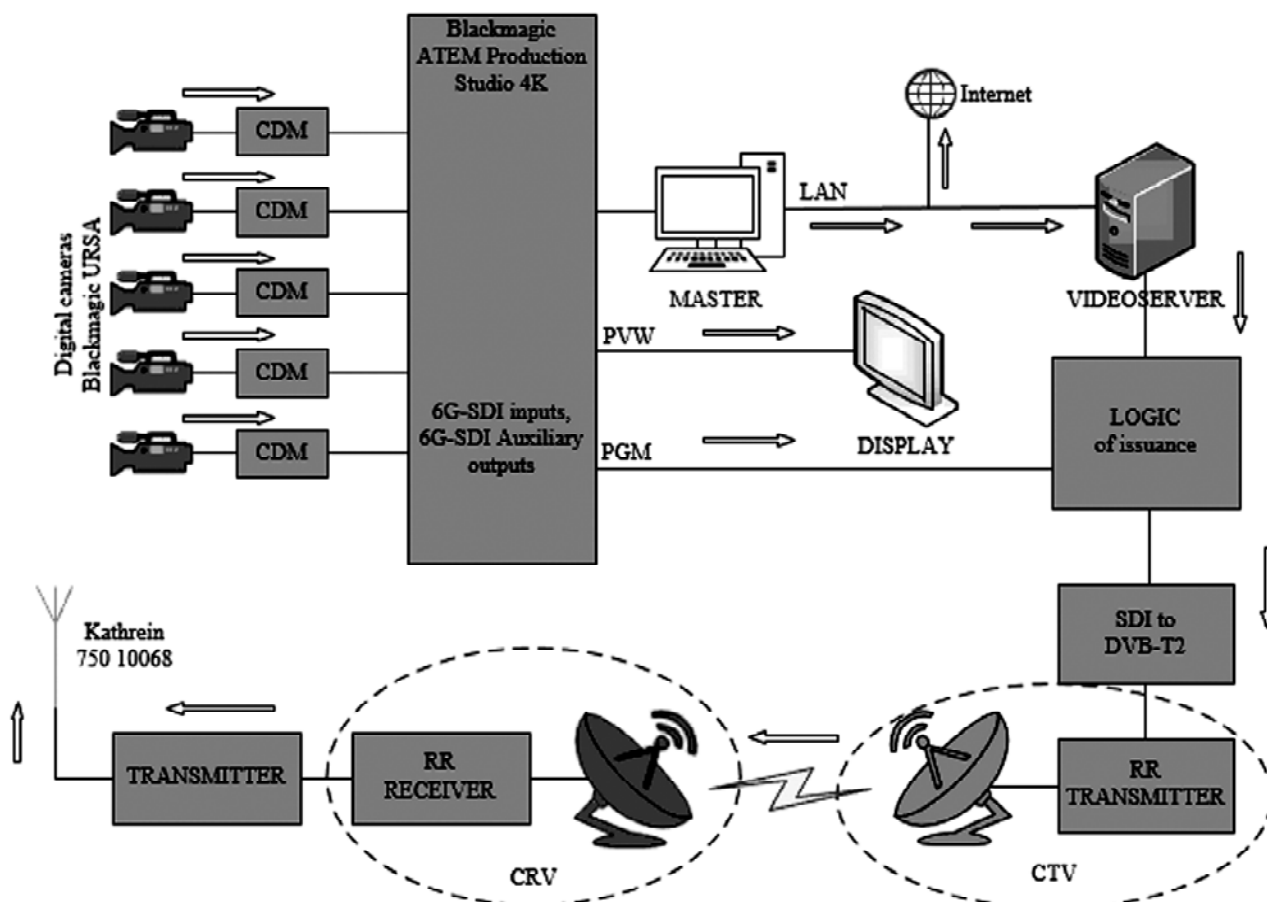 Blackmagic
ATEM Production
Studio 4K
Internet
CDM
CDM
CDM
CDM
CDM
Digital cameras
Blackmagic URSA
LAN
MASTER
VIDEOSERVER
PVW
DISPLAY
6G-SDI inputs,
6G-SDI Auxiliary
outputs
PGM
LOGIC
of issuance
SDI to
DVB-T2
Kathrein
750 10068
TRANSMITTER
RR
RECEIVER
RR
TRANSMITTER
CRV
CTV